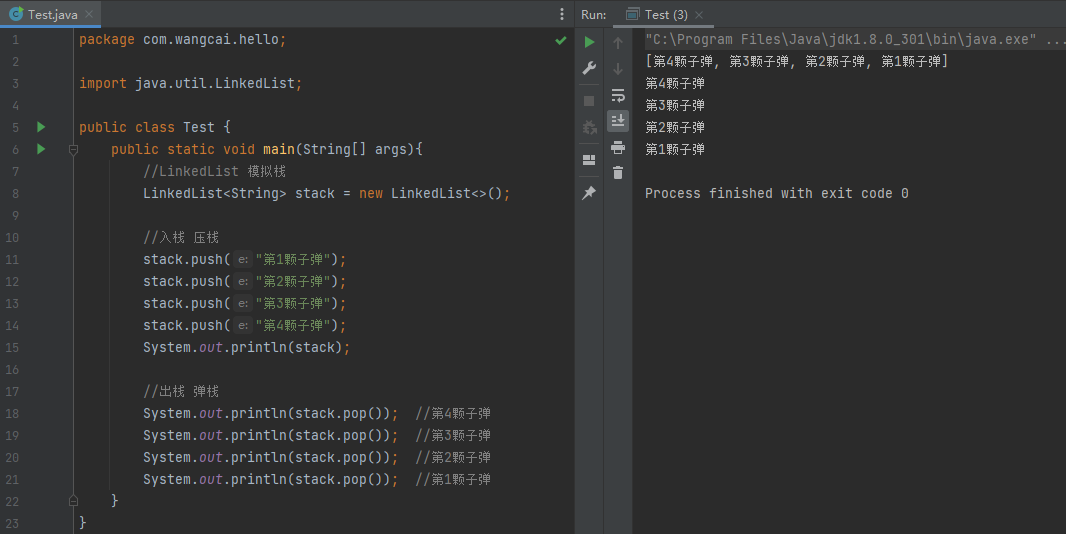 Test.java
1 package com.wangcai.hello;
2
3 import java.util.LinkedList;
4
5 public class Test {
6 public static void main(String[] args){
7 //LinkedList 模拟栈
8 LinkedList<String> stack = new LinkedList<>();
9
10 //入栈 压栈
11 stack.push( e: "第1颗子弹");
12 stack.push( e: "第2颗子弹");
13 stack.push( e: "第3颗子弹");
14 stack.push( e: "第4颗子弹");
15 System.out.println(stack);
16
17 //出栈 弹栈
18 System.out.println(stack.pop()); //第4颗子弹
19 System.out.println(stack.pop()); //第3颗子弹
20 System.out.println(stack.pop()); //第2颗子弹
21 System.out.println(stack.pop()); //第1颗子弹
22 }
23 }
Run: Test (3)
"C:\Program Files\Java\jdk1.8.0_301\bin\java.exe" ...
[第4颗子弹, 第3颗子弹, 第2颗子弹, 第1颗子弹]
第4颗子弹
第3颗子弹
第2颗子弹
第1颗子弹
Process finished with exit code 0